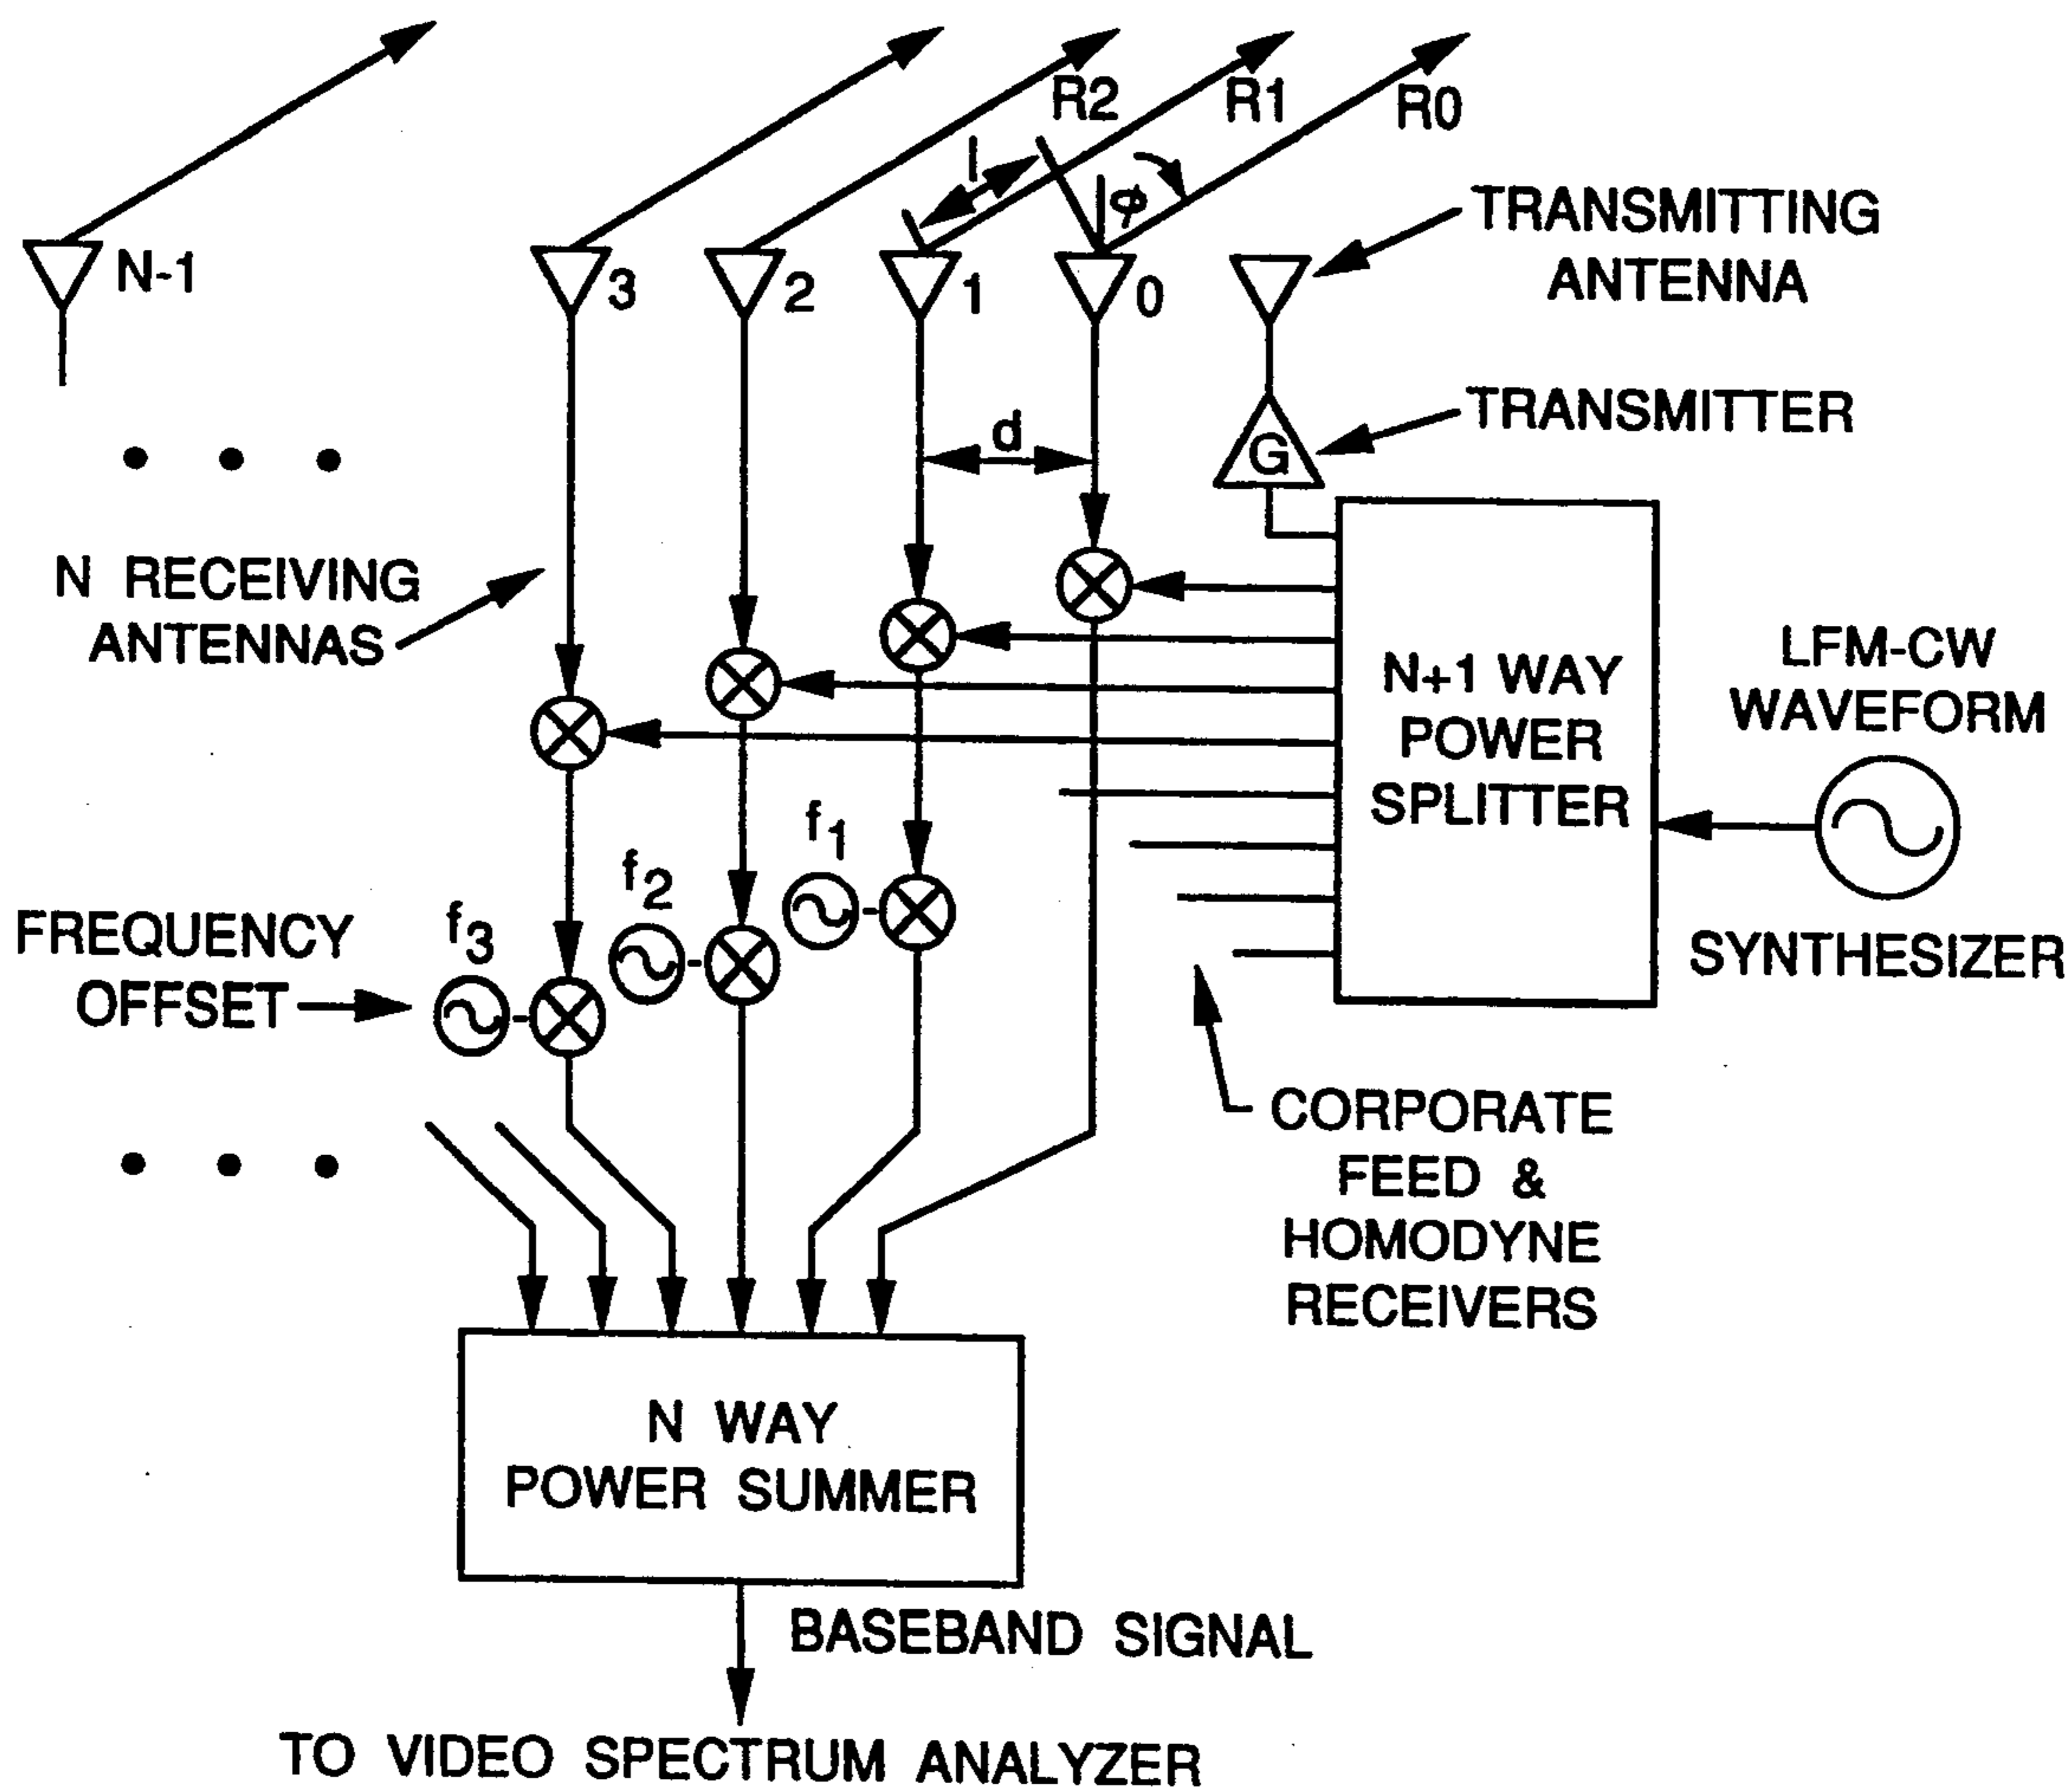 R2
R1
R0
l
φ
N-1
3
2
1
0
TRANSMITTING
ANTENNA
d
TRANSMITTER
G
N RECEIVING
ANTENNAS
N+1 WAY
POWER
SPLITTER
LFM-CW
WAVEFORM
SYNTHESIZER
f1
f2
f3
FREQUENCY
OFFSET
CORPORATE
FEED &
HOMODYNE
RECEIVERS
N WAY
POWER SUMMER
BASEBAND SIGNAL
TO VIDEO SPECTRUM ANALYZER